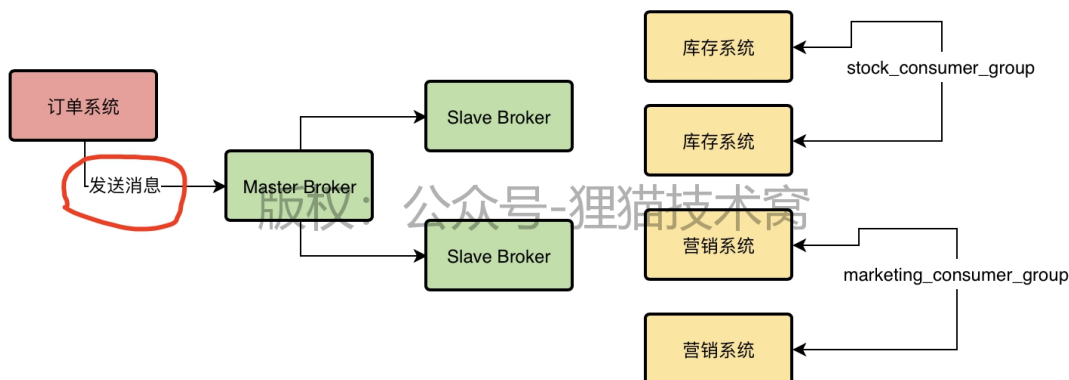 订单系统
发送消息
Master Broker
Slave Broker
Slave Broker
库存系统
库存系统
stock_consumer_group
营销系统
营销系统
marketing_consumer_group
版权：公众号-狸猫技术窝